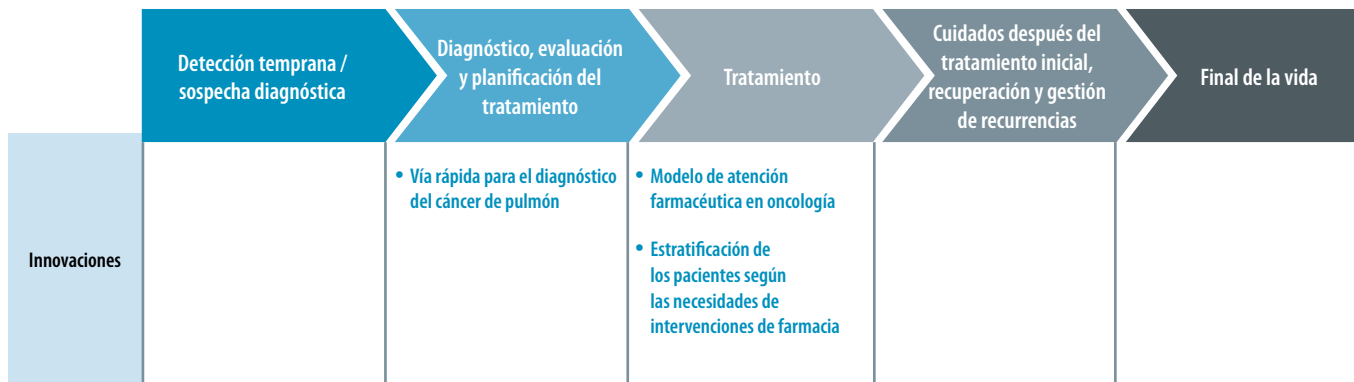 Detección temprana /
sospecha diagnóstica
Diagnóstico, evaluación
y planificación del
tratamiento
Tratamiento
Cuidados después del
tratamiento inicial,
recuperación y gestión
de recurrencias
Final de la vida
Innovaciones
• Vía rápida para el diagnóstico
del cáncer de pulmón
• Modelo de atención
farmacéutica en oncología
• Estratificación de
los pacientes según
las necesidades de
intervenciones de farmacia